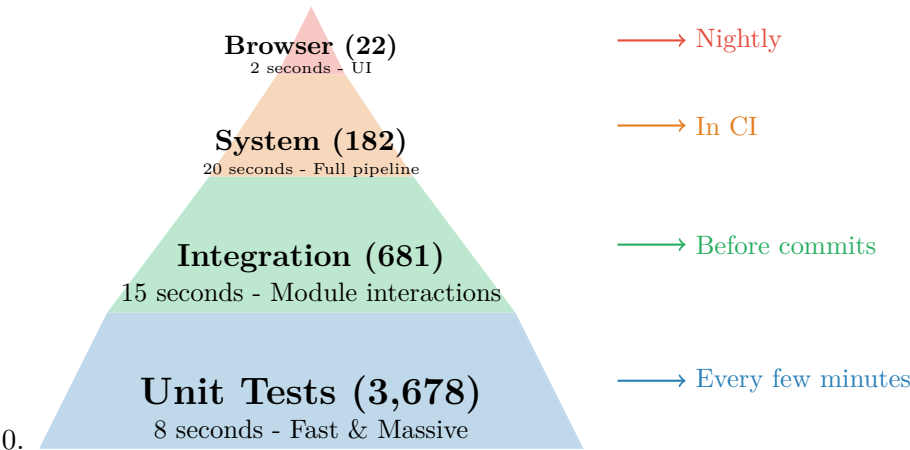 Browser (22)
2 seconds - UI
Nightly
System (182)
20 seconds - Full pipeline
In CI
Integration (681)
15 seconds - Module interactions
Before commits
Unit Tests (3,678)
8 seconds - Fast & Massive
Every few minutes
0.